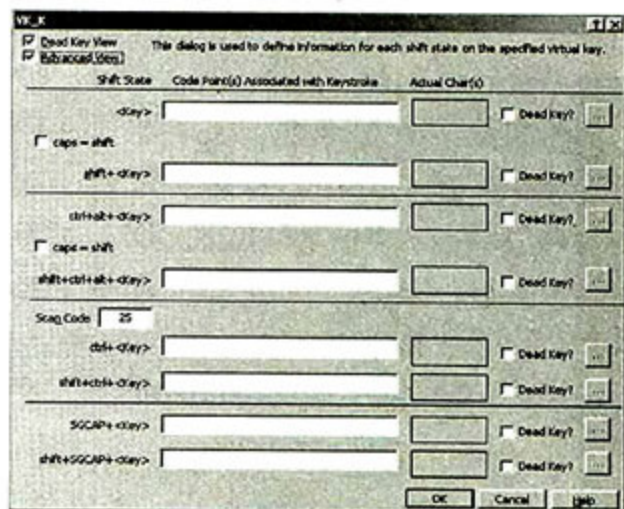 VK_K
Dead Key View
Advanced View
This dialog is used to define information for each shift state on the specified virtual key.
Shift State Code Point(s) Associated with Keystroke Actual Char(s)
<Key> Dead Key? ...
caps = shift
shift+<Key> Dead Key? ...
ctrl+alt+<Key> Dead Key? ...
caps = shift
shift+ctrl+alt+<Key> Dead Key? ...
Scan Code 25
ctrl+<Key> Dead Key? ...
shift+ctrl+<Key> Dead Key? ...
SGCAP+<Key> Dead Key? ...
shift+SGCAP+<Key> Dead Key? ...
OK Cancel Help